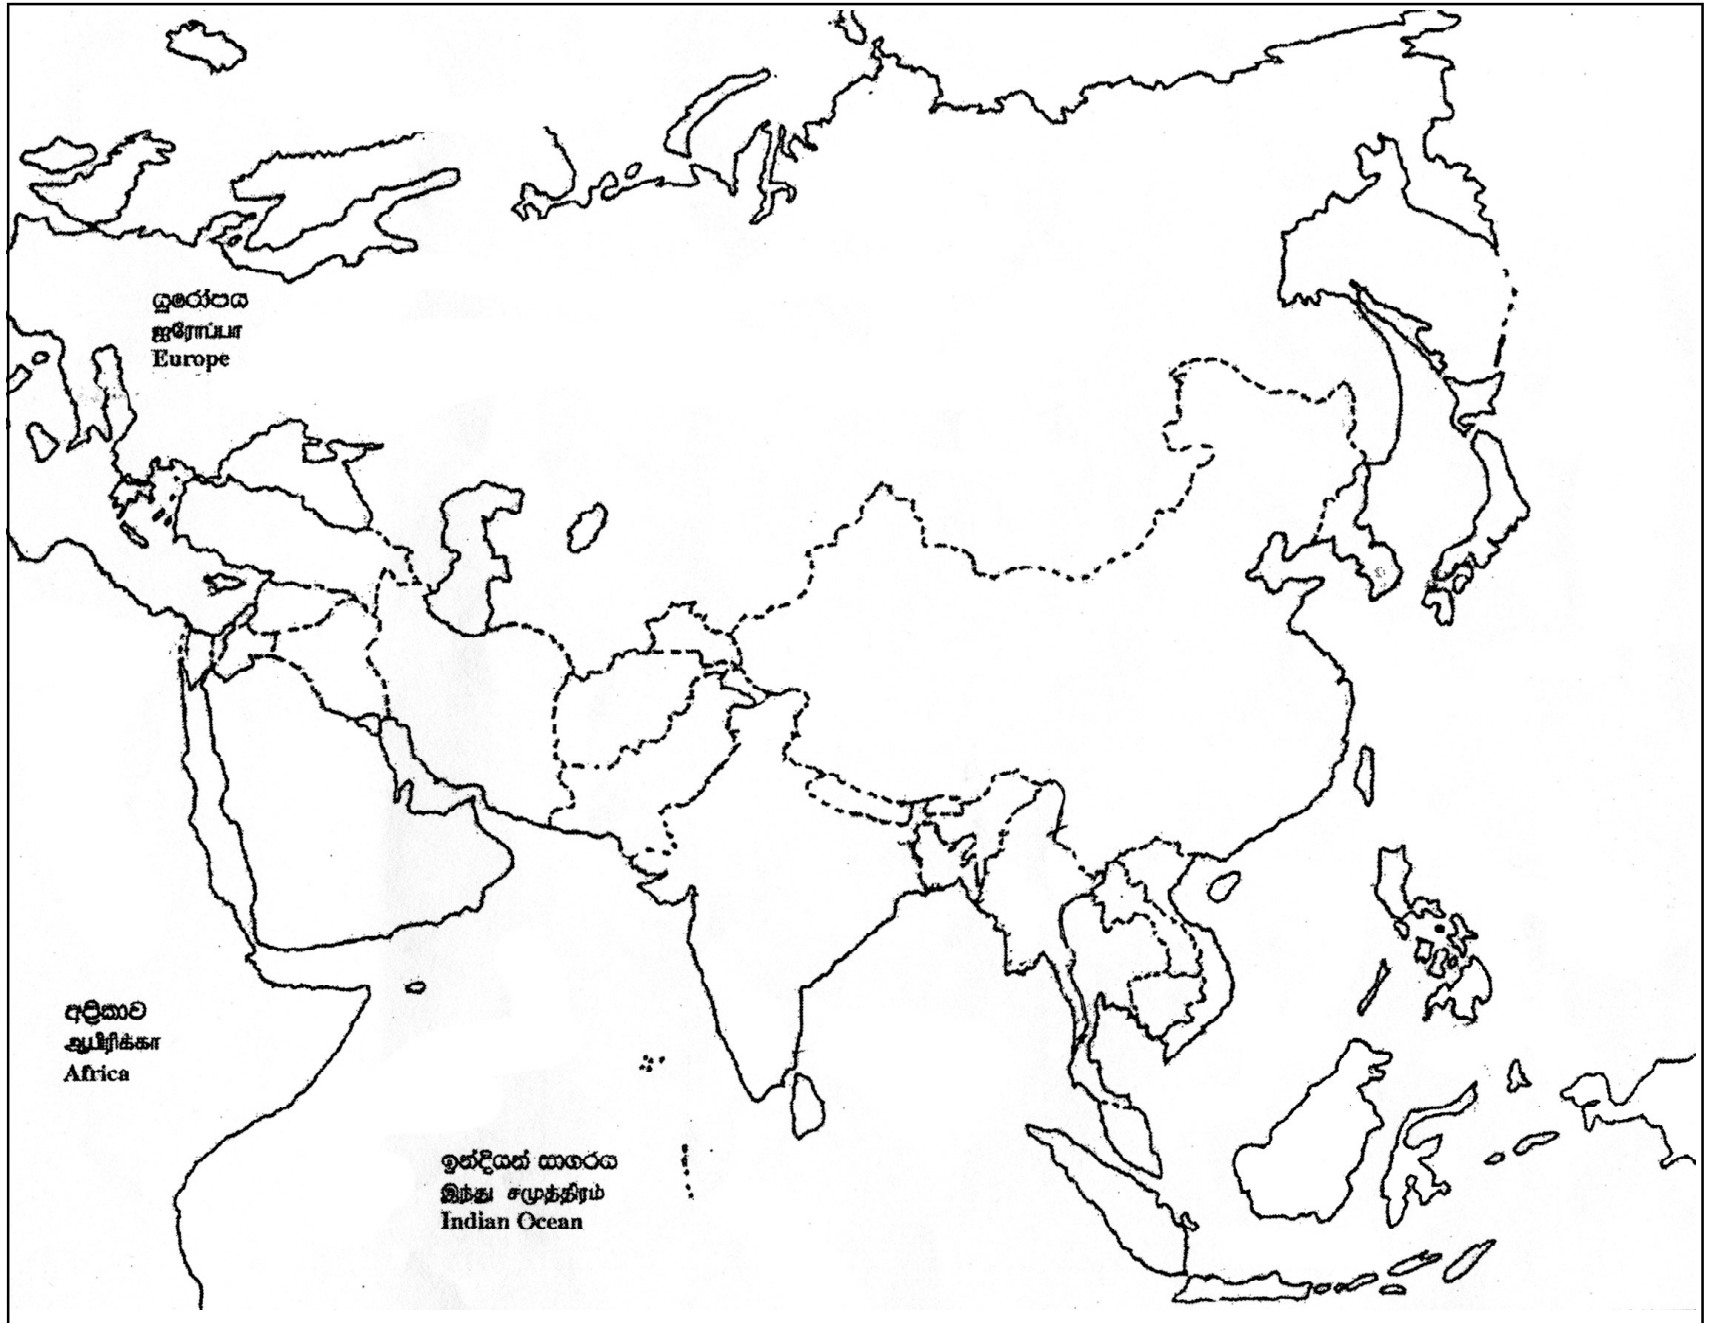 යුරෝපය
ஐரோப்பா
Europe
අප්‍රිකාව
ஆபிரிக்கா
Africa
ඉන්දියන් සාගරය
இந்து சமுத்திரம்
Indian Ocean